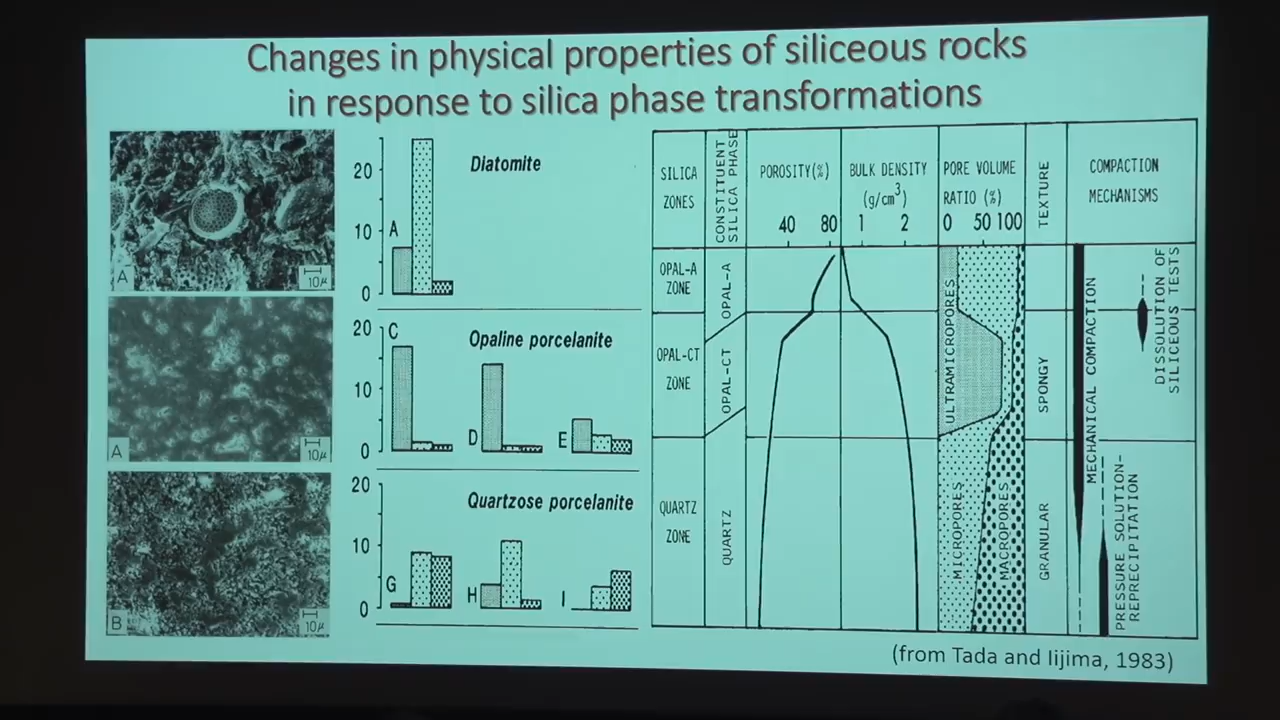 Changes in physical properties of siliceous rocks
in response to silica phase transformations
A
10μ
A
10μ
B
10μ
20
10
0
A
Diatomite
20
10
0
C
D
E
Opaline porcelanite
20
10
0
G
H
I
Quartzose porcelanite
SILICA
ZONES
CONSTITUENT
SILICA PHASE
POROSITY(%)
40 80
BULK DENSITY
(g/cm3)
1 2
PORE VOLUME
RATIO (%)
0 50 100
TEXTURE
COMPACTION
MECHANISMS
OPAL-A
ZONE
OPAL-CT
ZONE
QUARTZ
ZONE
OPAL-A
OPAL-CT
QUARTZ
ULTRAMICROPORES
MICROPORES
MACROPORES
SPONGY
GRANULAR
MECHANICAL COMPACTION
DISSOLUTION OF
SILICEOUS TESTS
PRESSURE SOLUTION-
REPRECIPITATION
(from Tada and Iijima, 1983)